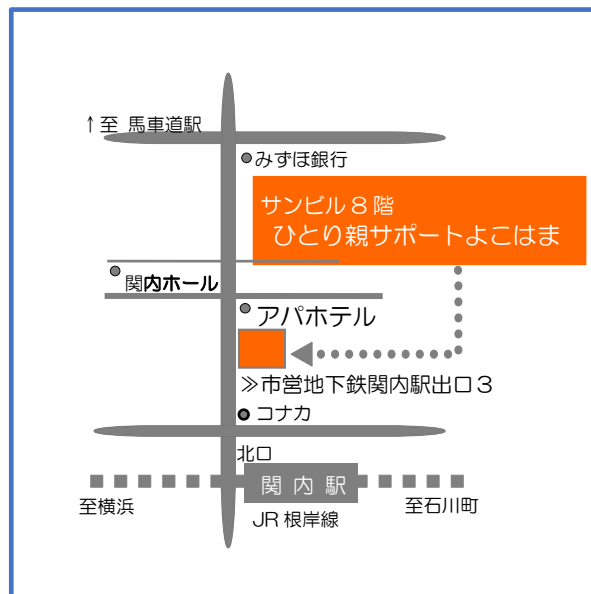 ↑至 馬車道駅
みずほ銀行
サンビル8階
ひとり親サポートよこはま
関内ホール
アパホテル
≫市営地下鉄関内駅出口3
コナカ
北口
関内駅
至横浜
至石川町
JR根岸線